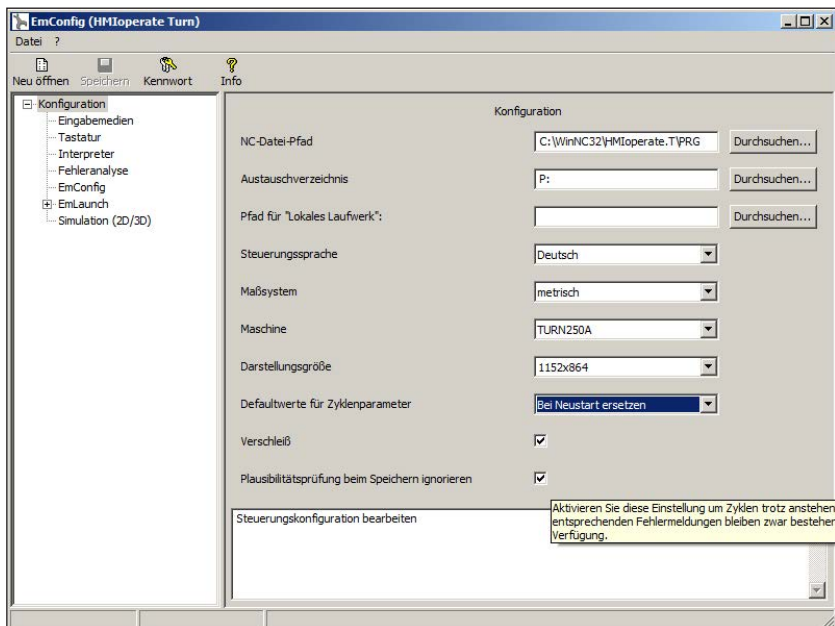 EmConfig (HMIoperate Turn)
Datei ?
Neu öffnen Speichern Kennwort Info
Konfiguration
Eingabemedien
Tastatur
Interpreter
Fehleranalyse
EmConfig
EmLaunch
Simulation (2D/3D)
Konfiguration
NC-Datei-Pfad C:\WinNC32\HMIoperate.T\PRG Durchsuchen...
Austauschverzeichnis P: Durchsuchen...
Pfad für "Lokales Laufwerk": Durchsuchen...
Steuerungssprache Deutsch
Maßsystem metrisch
Maschine TURN250A
Darstellungsgröße 1152x864
Defaultwerte für Zyklenparameter Bei Neustart ersetzen
Verschleiß
Plausibilitätsprüfung beim Speichern ignorieren
Steuerungskonfiguration bearbeiten
Aktivieren Sie diese Einstellung um Zyklen trotz anstehen
entsprechenden Fehlermeldungen bleiben zwar bestehen
Verfügung.